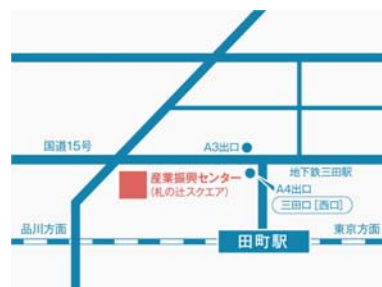 国道15号
A3出口
産業振興センター
(札の辻スクエア)
地下鉄三田駅
A4出口
三田口[西口]
品川方面
田町駅
東京方面